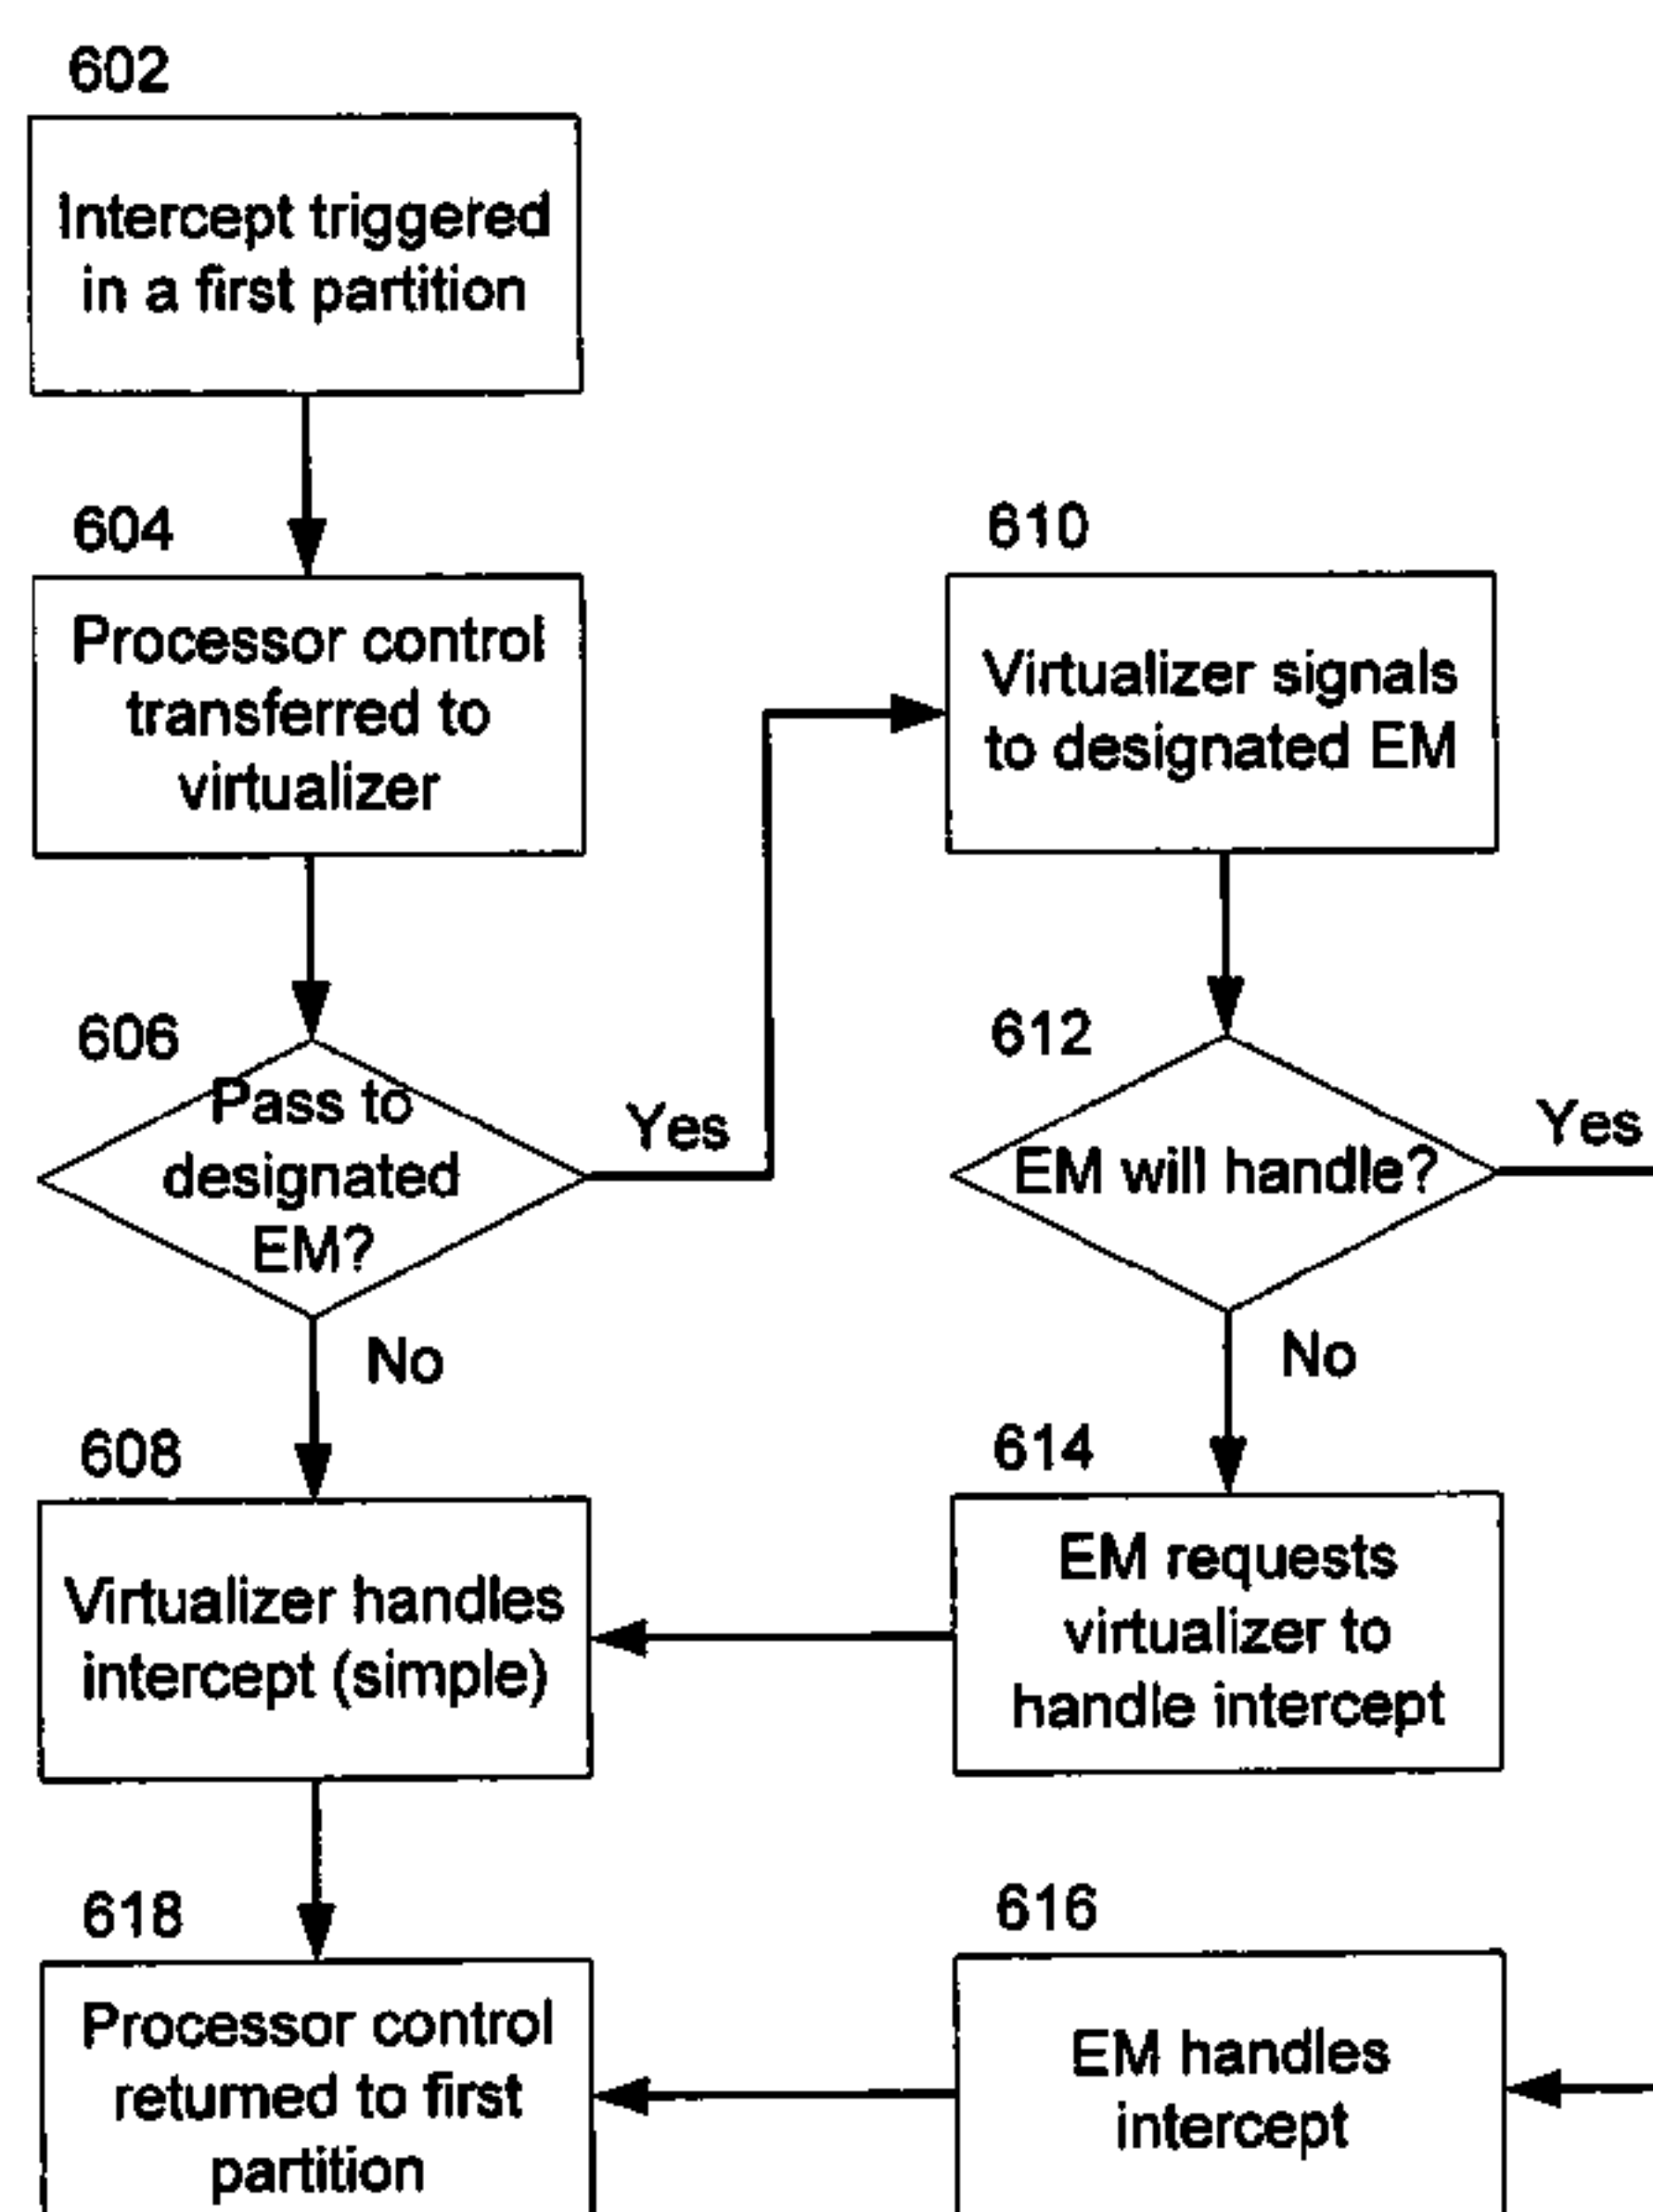 602
Intercept triggered
in a first partition
604
Processor control
transferred to
virtualizer
606
Pass to
designated
EM?
Yes
No
608
Virtualizer handles
intercept (simple)
610
Virtualizer signals
to designated EM
612
EM will handle?
Yes
No
614
EM requests
virtualizer to
handle intercept
616
EM handles
intercept
618
Processor control
returned to first
partition